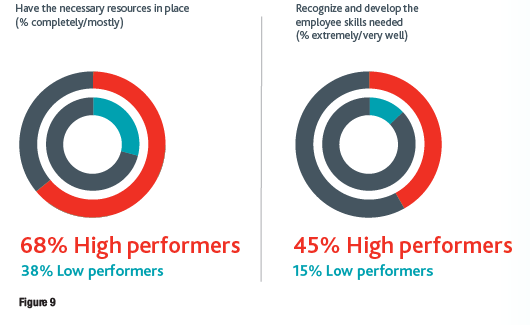 Have the necessary resources in place
(% completely/mostly)
68% High performers
38% Low performers
Recognize and develop the
employee skills needed
(% extremely/very well)
45% High performers
15% Low performers
Figure 9